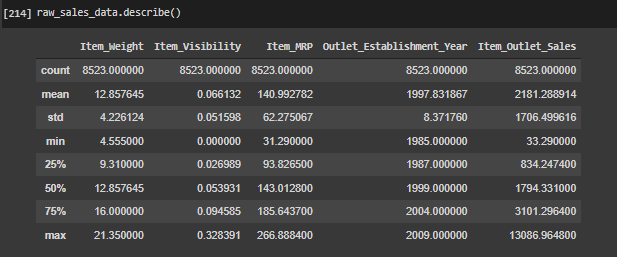 [214] raw_sales_data.describe()
Item_Weight Item_Visibility Item_MRP Outlet_Establishment_Year Item_Outlet_Sales
count 8523.000000 8523.000000 8523.000000 8523.000000 8523.000000
mean 12.857645 0.066132 140.992782 1997.831867 2181.288914
std 4.226124 0.051598 62.275067 8.371760 1706.499616
min 4.555000 0.000000 31.290000 1985.000000 33.290000
25% 9.310000 0.026989 93.826500 1987.000000 834.247400
50% 12.857645 0.053931 143.012800 1999.000000 1794.331000
75% 16.000000 0.094585 185.643700 2004.000000 3101.296400
max 21.350000 0.328391 266.888400 2009.000000 13086.964800